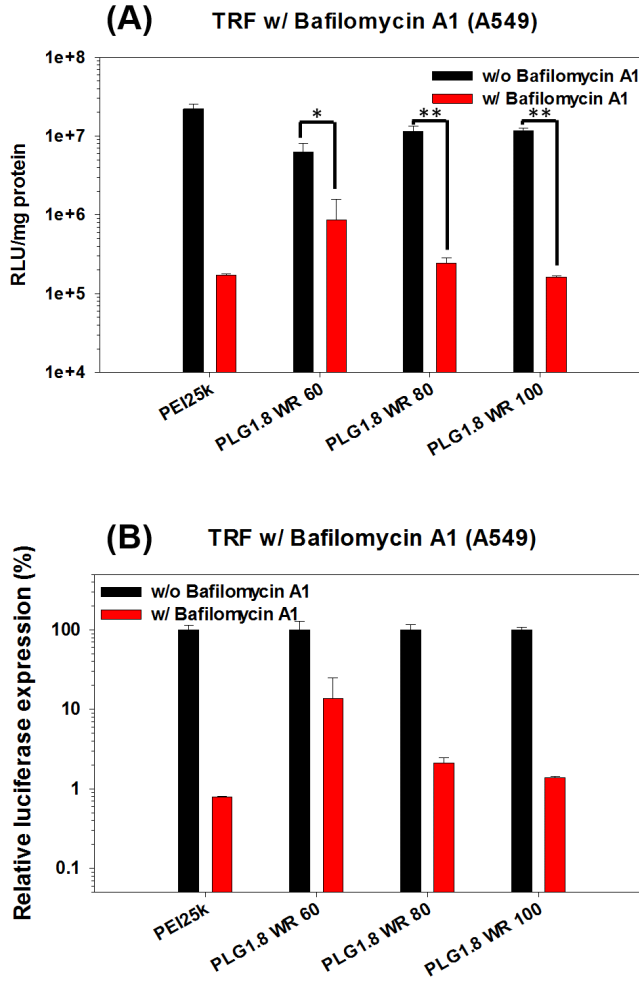 (A) TRF w/ Bafilomycin A1 (A549)
1e+8
w/o Bafilomycin A1
w/ Bafilomycin A1
* ** **
1e+7
1e+6
1e+5
1e+4
RLU/mg protein
PEI25k
PLG1.8 WR 60
PLG1.8 WR 80
PLG1.8 WR 100
(B) TRF w/ Bafilomycin A1 (A549)
w/o Bafilomycin A1
w/ Bafilomycin A1
100
10
1
0.1
Relative luciferase expression (%)
PEI25k
PLG1.8 WR 60
PLG1.8 WR 80
PLG1.8 WR 100